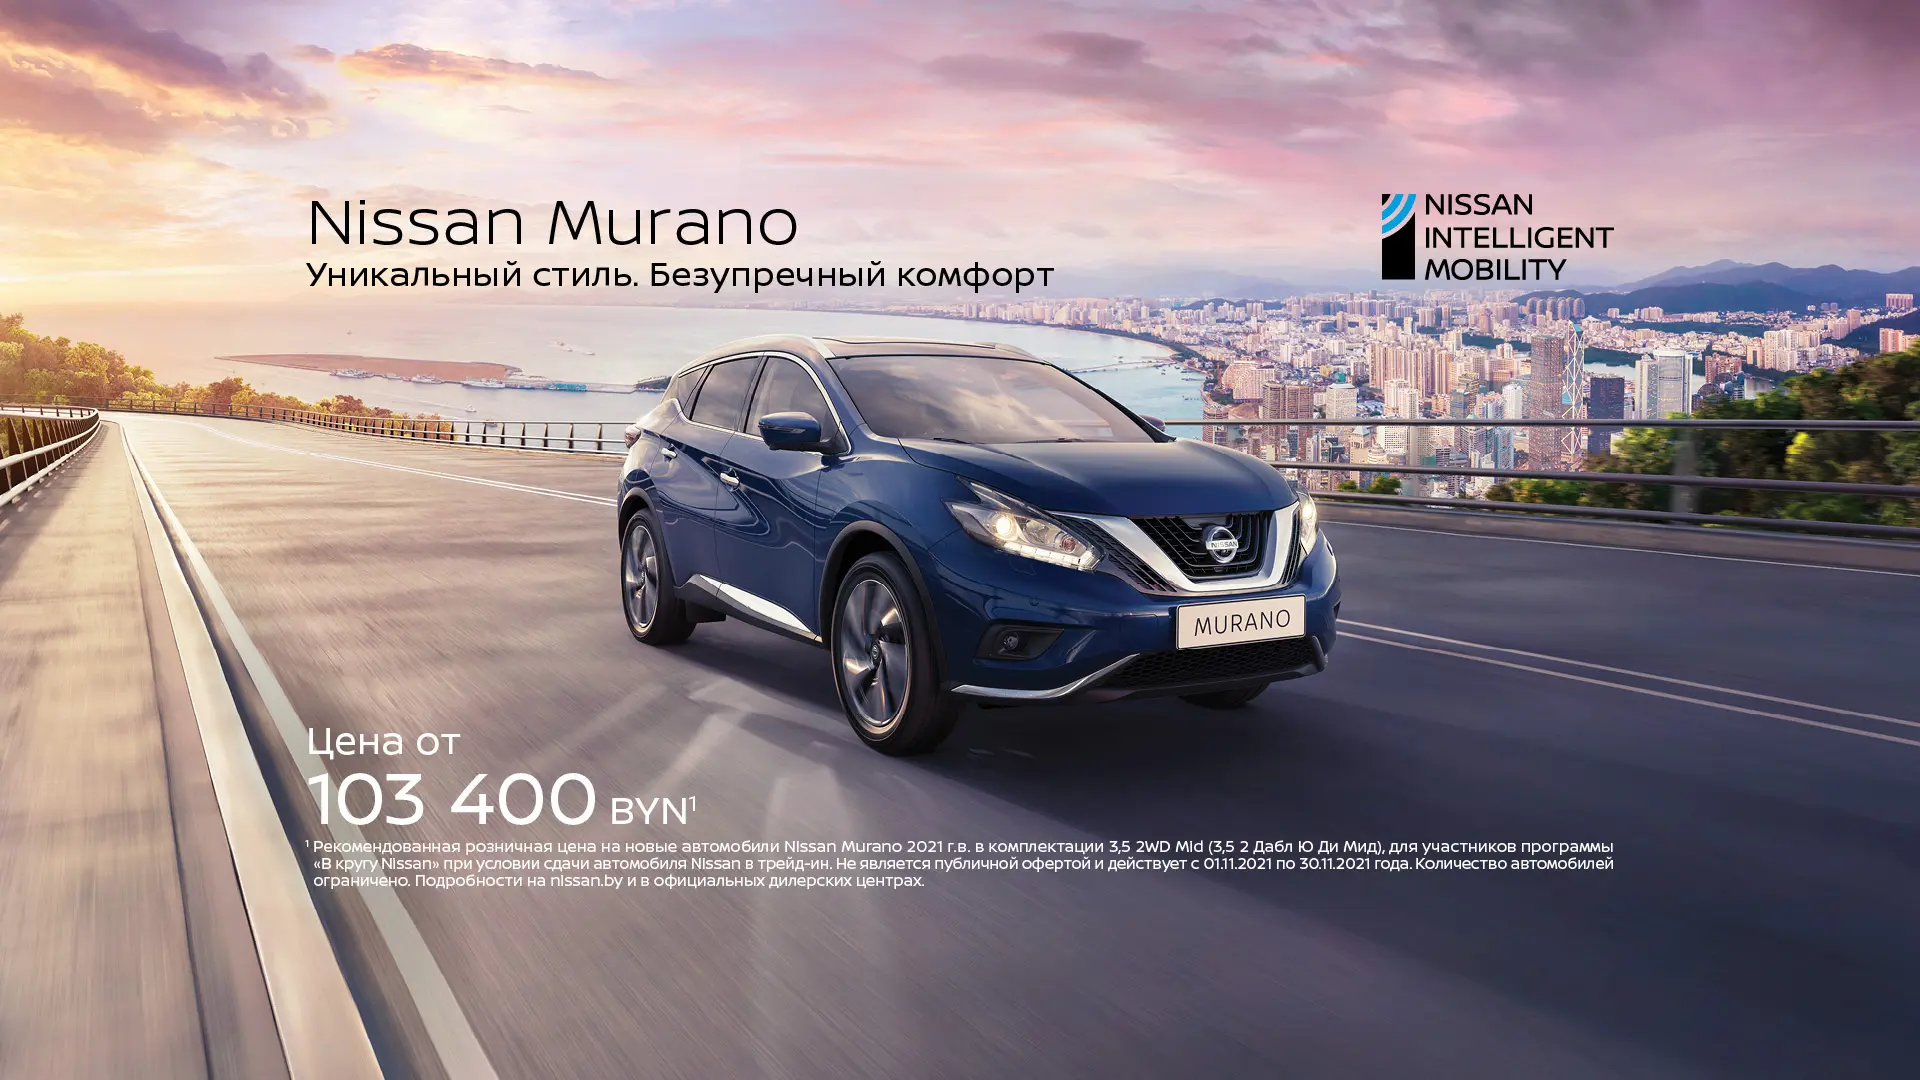 Nissan Murano
Уникальный стиль. Безупречный комфорт
NISSAN
INTELLIGENT
MOBILITY
NISSAN
MURANO
Цена от
103 400 BYN¹
¹ Рекомендованная розничная цена на новые автомобили Nissan Murano 2021 г.в. в комплектации 3,5 2WD Mid (3,5 2 Дабл Ю Ди Мид), для участников программы
«В кругу Nissan» при условии сдачи автомобиля Nissan в трейд-ин. Не является публичной офертой и действует с 01.11.2021 по 30.11.2021 года. Количество автомобилей
ограничено. Подробности на nissan.by и в официальных дилерских центрах.